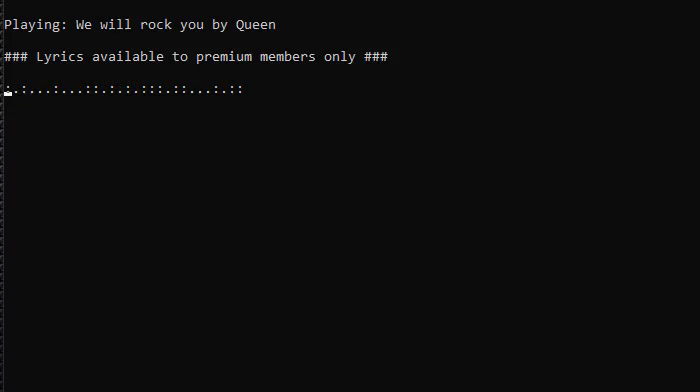 Playing: We will rock you by Queen
### Lyrics available to premium members only ###
:.:...:...::.:.:.:::.::...:.::